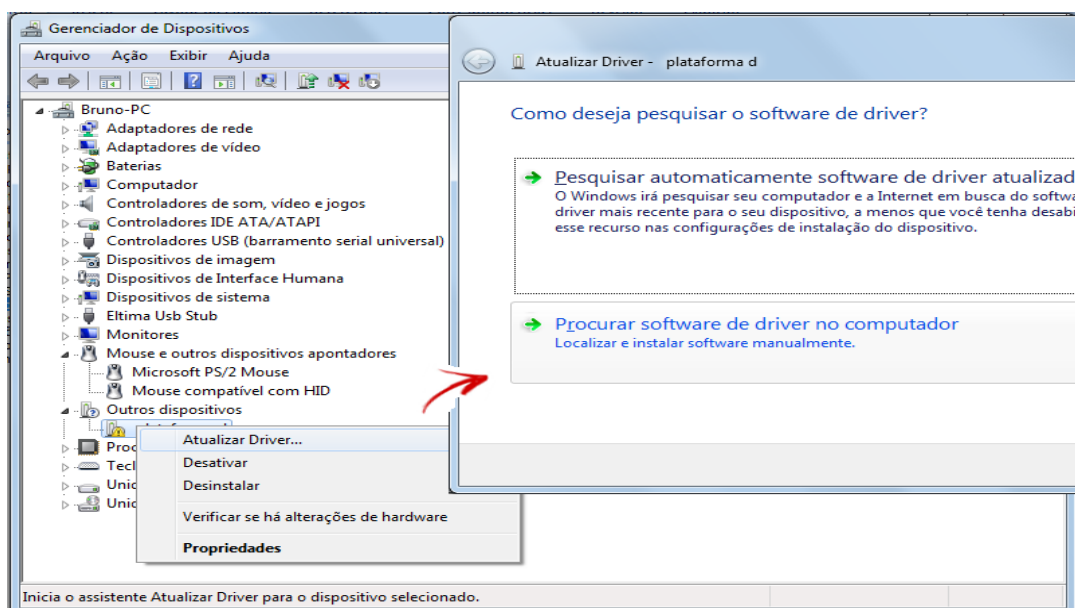 Gerenciador de Dispositivos
Arquivo Ação Exibir Ajuda
Bruno-PC
Adaptadores de rede
Adaptadores de vídeo
Baterias
Computador
Controladores de som, vídeo e jogos
Controladores IDE ATA/ATAPI
Controladores USB (barramento serial universal)
Dispositivos de imagem
Dispositivos de Interface Humana
Dispositivos de sistema
Eltima Usb Stub
Monitores
Mouse e outros dispositivos apontadores
Microsoft PS/2 Mouse
Mouse compatível com HID
Outros dispositivos
Proc
Tecl
Unid
Unid
Atualizar Driver...
Desativar
Desinstalar
Verificar se há alterações de hardware
Propriedades
Inicia o assistente Atualizar Driver para o dispositivo selecionado.
Atualizar Driver - plataforma d
Como deseja pesquisar o software de driver?
Pesquisar automaticamente software de driver atualizad
O Windows irá pesquisar seu computador e a Internet em busca do softwa
driver mais recente para o seu dispositivo, a menos que você tenha desabi
esse recurso nas configurações de instalação do dispositivo.
Procurar software de driver no computador
Localizar e instalar software manualmente.